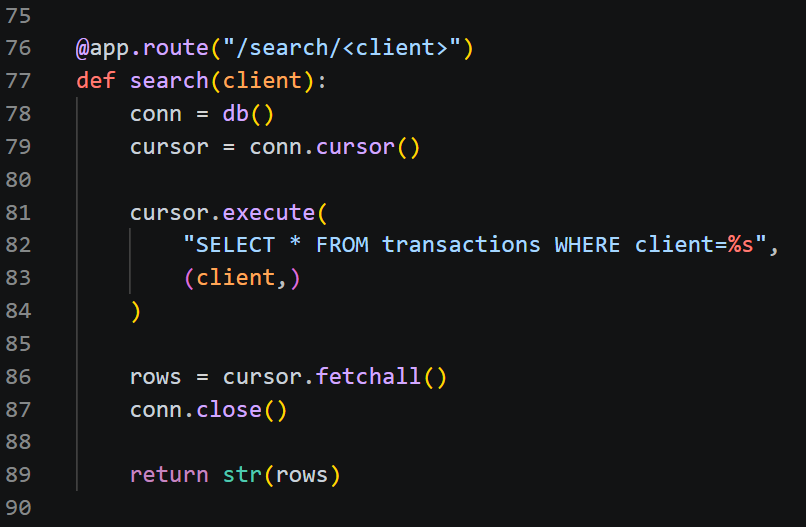 75
76 @app.route("/search/<client>")
77 def search(client):
78     conn = db()
79     cursor = conn.cursor()
80
81     cursor.execute(
82         "SELECT * FROM transactions WHERE client=%s",
83         (client,)
84     )
85
86     rows = cursor.fetchall()
87     conn.close()
88
89     return str(rows)
90